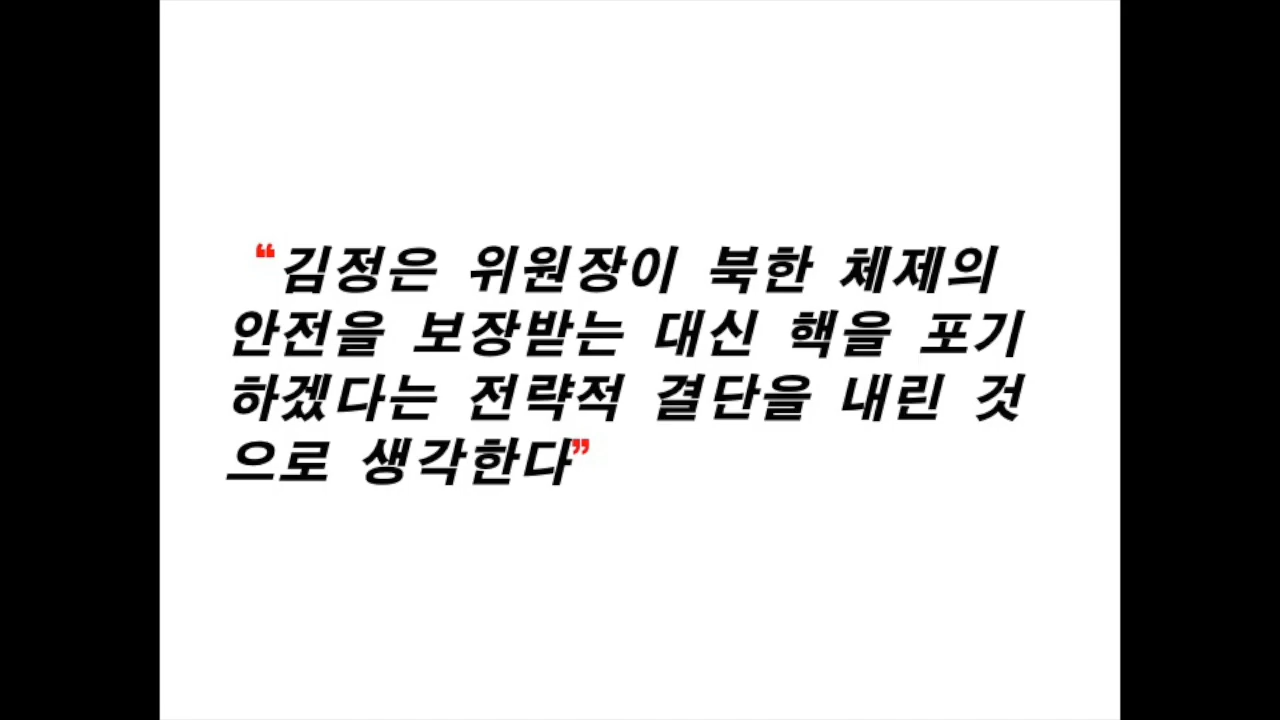 ❝김정은 위원장이 북한 체제의
안전을 보장받는 대신 핵을 포기
하겠다는 전략적 결단을 내린 것
으로 생각한다❞